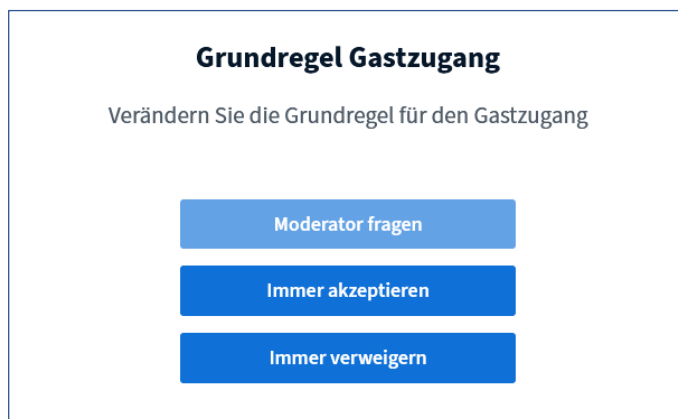 Grundregel Gastzugang
Verändern Sie die Grundregel für den Gastzugang
Moderator fragen
Immer akzeptieren
Immer verweigern